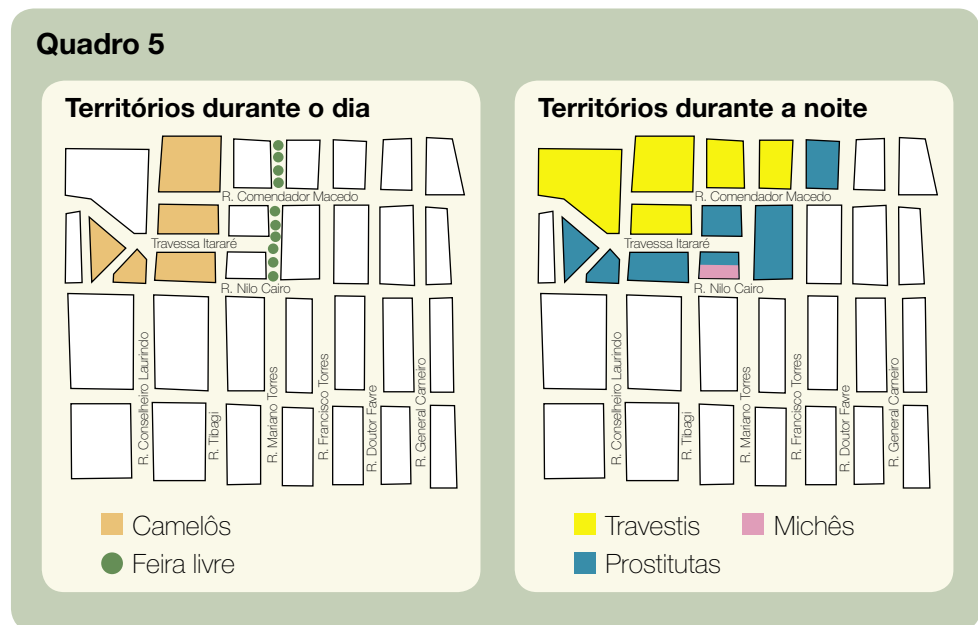 Quadro 5
Territórios durante o dia
R. Comendador Macedo
Travessa Itararé
R. Nilo Cairo
R. Conselheiro Laurindo
R. Tibagi
R. Mariano Torres
R. Francisco Torres
R. Doutor Favre
R. General Carneiro
Camelôs
Feira livre
Territórios durante a noite
R. Comendador Macedo
Travessa Itararé
R. Nilo Cairo
R. Conselheiro Laurindo
R. Tibagi
R. Mariano Torres
R. Francisco Torres
R. Doutor Favre
R. General Carneiro
Travestis
Michês
Prostitutas